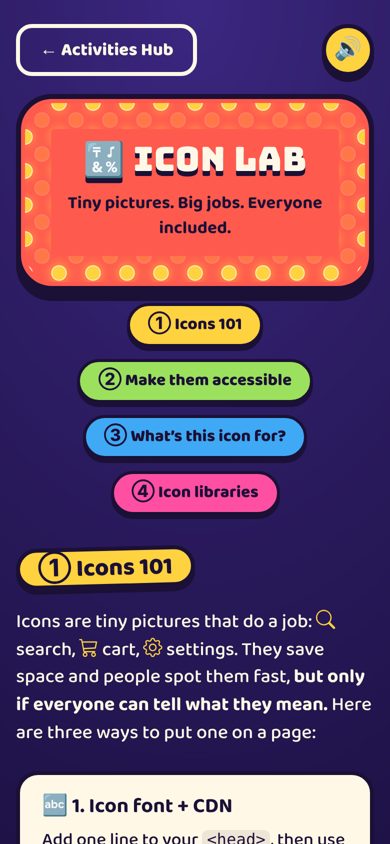 ← Activities Hub
ICON LAB
Tiny pictures. Big jobs. Everyone
included.
① Icons 101
② Make them accessible
③ What's this icon for?
④ Icon libraries
① Icons 101
Icons are tiny pictures that do a job:
search, cart, settings. They save
space and people spot them fast, but only
if everyone can tell what they mean. Here
are three ways to put one on a page:
1. Icon font + CDN
Add one line to your <head>, then use